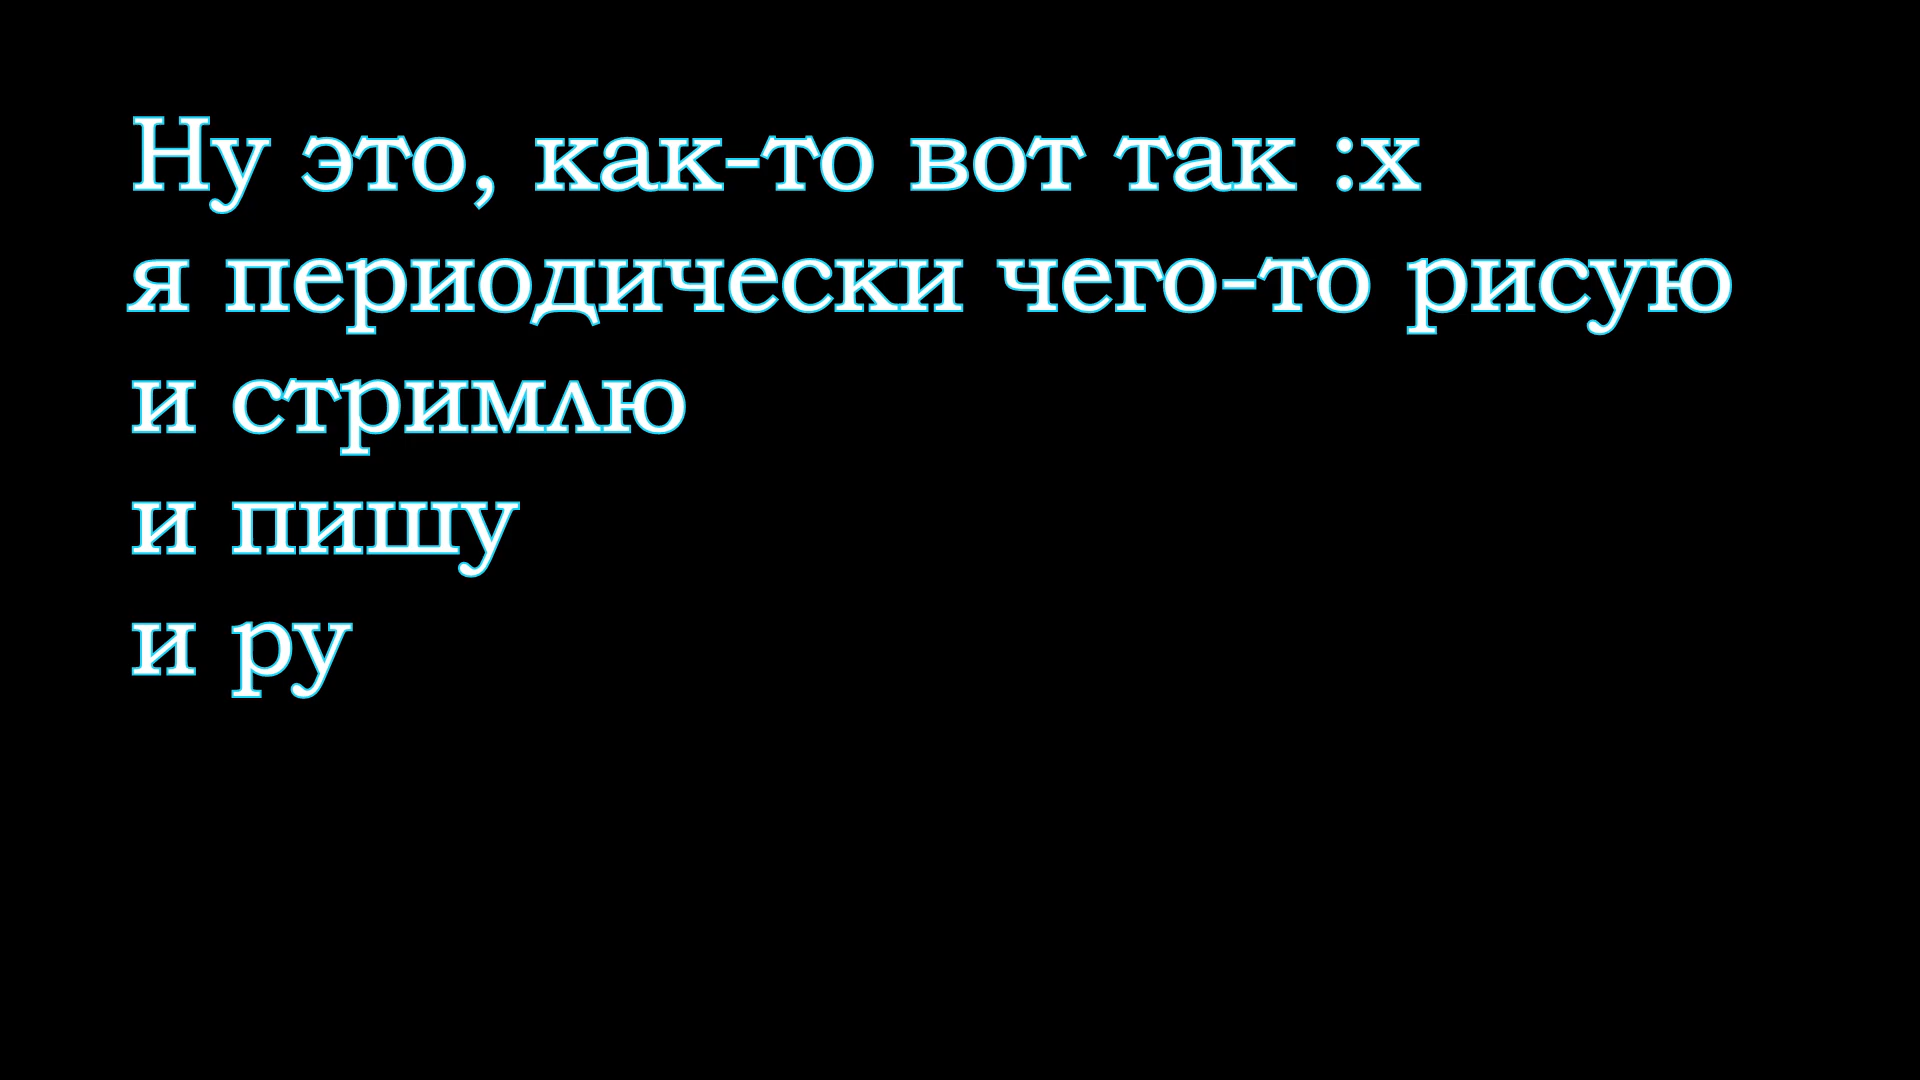 Ну это, как-то вот так :х
я периодически чего-то рисую
и стримлю
и пишу
и ру